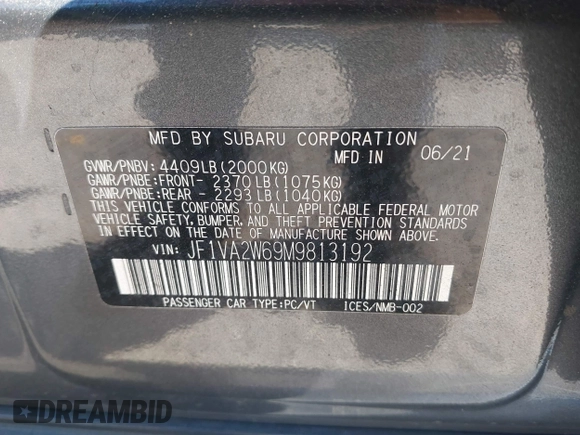 MFD BY SUBARU CORPORATION
MFD IN 06/21
GVWR/PNBV: 4409LB(2000KG)
GAWR/PNBE:FRONT- 2370LB(1075KG)
GAWR/PNBE:REAR - 2293LB(1040KG)
THIS VEHICLE CONFORMS TO ALL APPLICABLE FEDERAL MOTOR
VEHICLE SAFETY, BUMPER, AND THEFT PREVENTION STANDARDS
IN EFFECT ON THE DATE OF MANUFACTURE SHOWN ABOVE.
VIN: JF1VA2W69M9813192
PASSENGER CAR TYPE:PC/VT ICES/NMB-002
DREAMBID